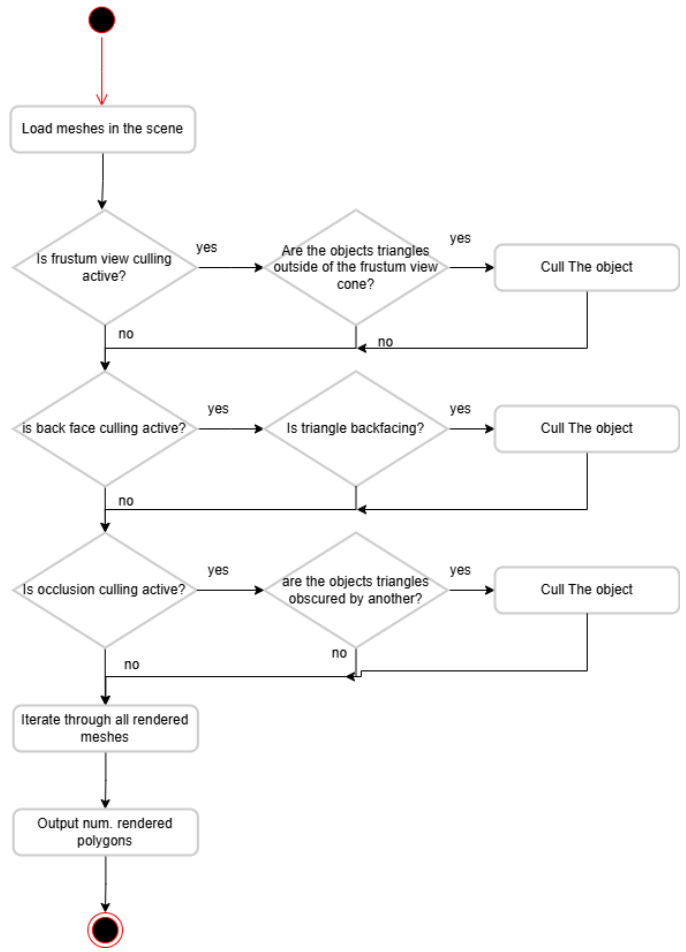 Load meshes in the scene
Is frustum view culling
active?
yes
Are the objects triangles
outside of the frustum view
cone?
yes
Cull The object
no
no
is back face culling active?
yes
Is triangle backfacing?
yes
Cull The object
no
Is occlusion culling active?
yes
are the objects triangles
obscured by another?
yes
Cull The object
no
no
Iterate through all rendered
meshes
Output num. rendered
polygons